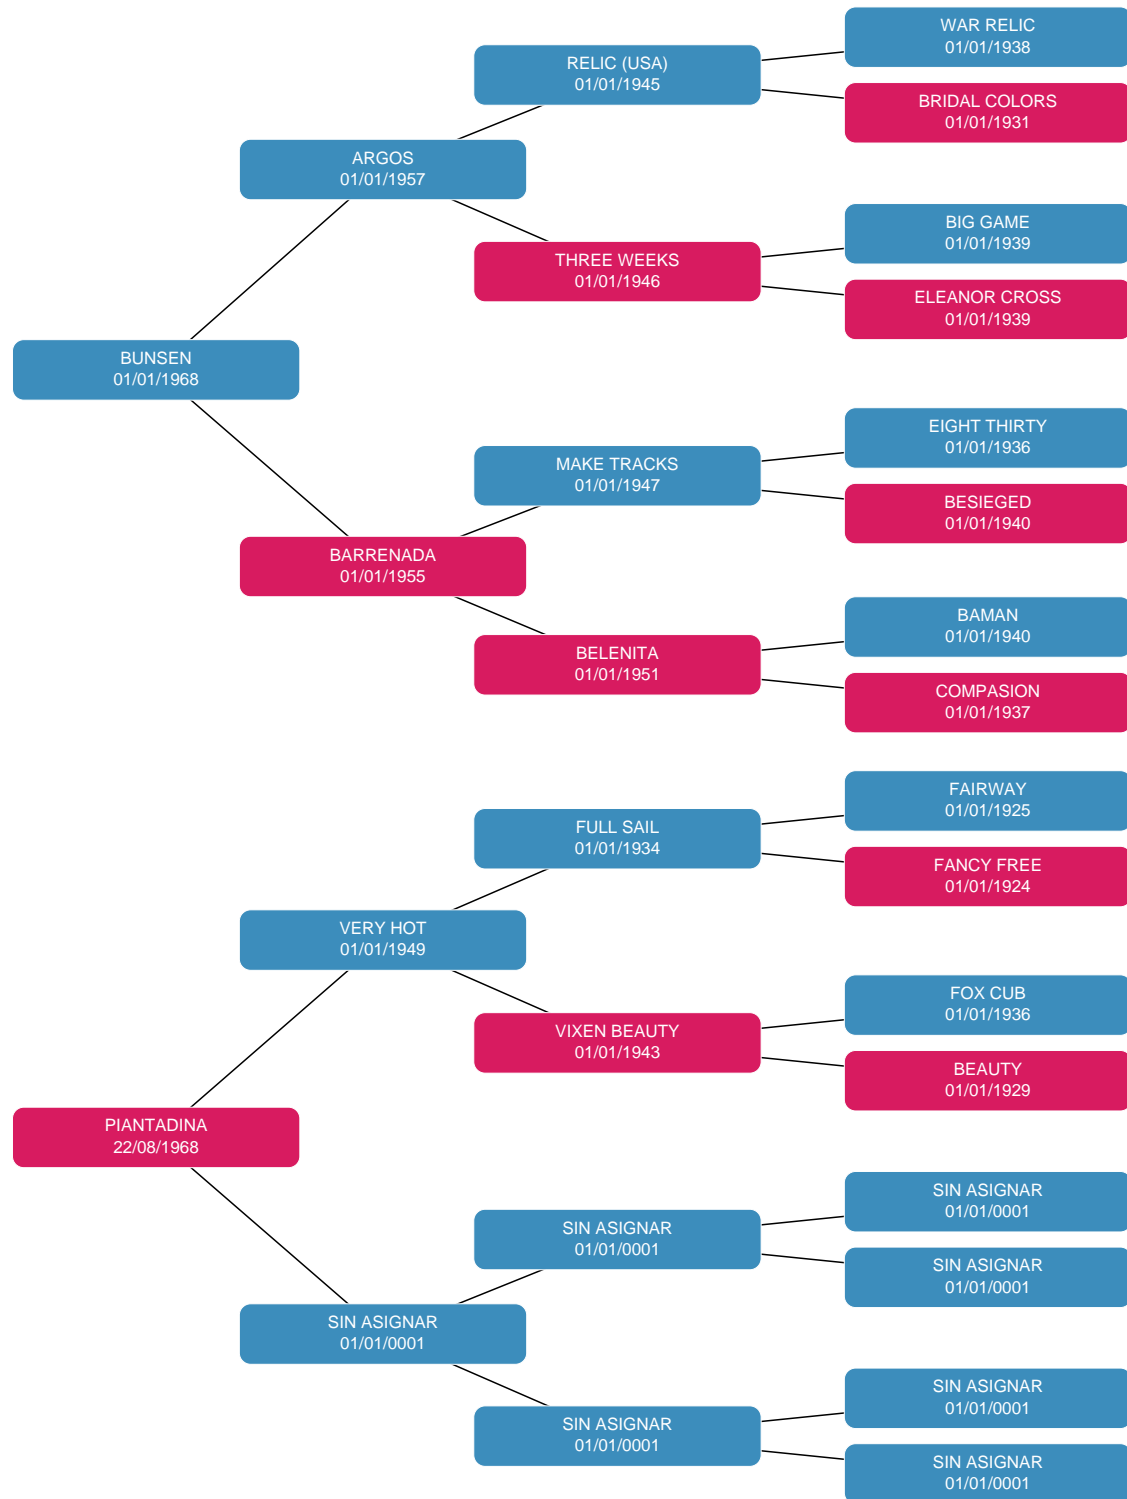 WAR RELIC
01/01/1938
RELIC (USA)
01/01/1945
BRIDAL COLORS
01/01/1931
ARGOS
01/01/1957
BIG GAME
01/01/1939
THREE WEEKS
01/01/1946
ELEANOR CROSS
01/01/1939
BUNSEN
01/01/1968
EIGHT THIRTY
01/01/1936
MAKE TRACKS
01/01/1947
BESIEGED
01/01/1940
BARRENADA
01/01/1955
BAMAN
01/01/1940
BELENITA
01/01/1951
COMPASION
01/01/1937
FAIRWAY
01/01/1925
FULL SAIL
01/01/1934
FANCY FREE
01/01/1924
VERY HOT
01/01/1949
FOX CUB
01/01/1936
VIXEN BEAUTY
01/01/1943
BEAUTY
01/01/1929
PIANTADINA
22/08/1968
SIN ASIGNAR
01/01/0001
SIN ASIGNAR
01/01/0001
SIN ASIGNAR
01/01/0001
SIN ASIGNAR
01/01/0001
SIN ASIGNAR
01/01/0001
SIN ASIGNAR
01/01/0001
SIN ASIGNAR
01/01/0001